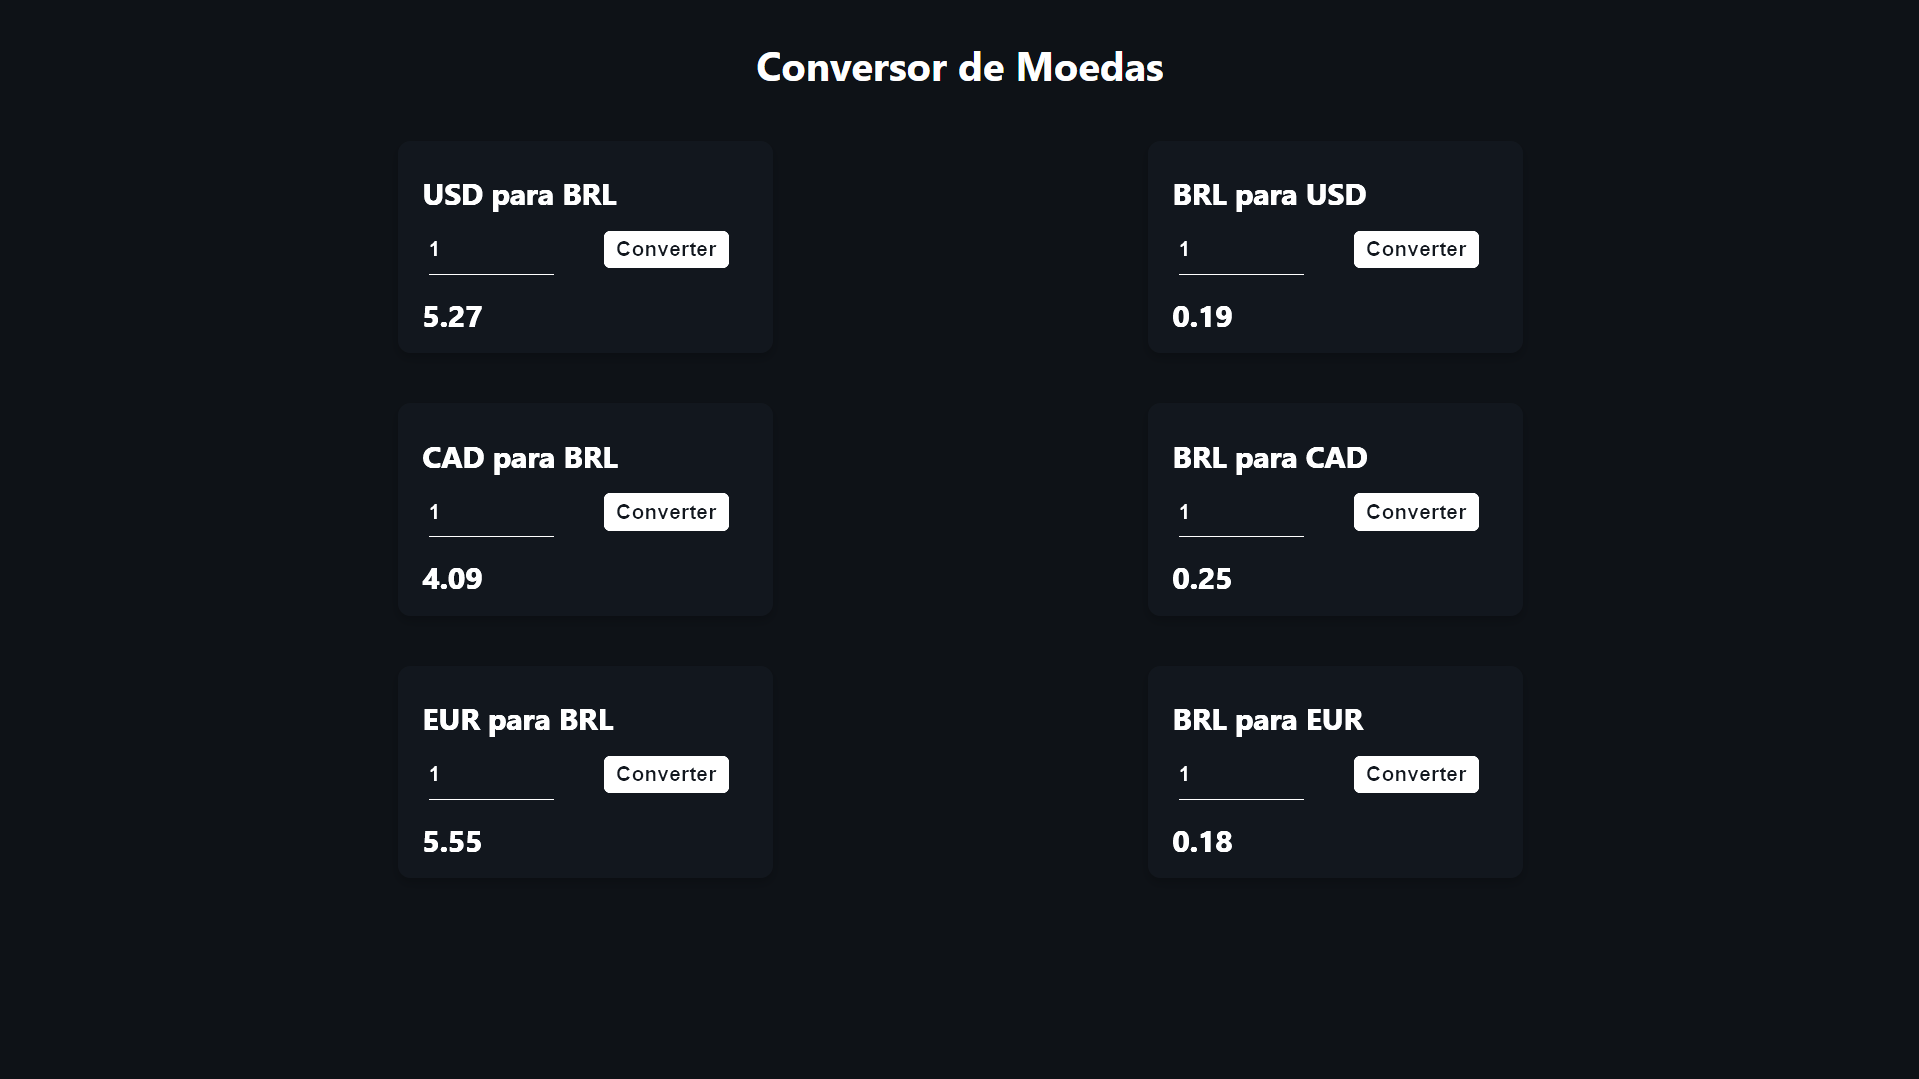 Conversor de Moedas
USD para BRL
1 Converter
5.27
BRL para USD
1 Converter
0.19
CAD para BRL
1 Converter
4.09
BRL para CAD
1 Converter
0.25
EUR para BRL
1 Converter
5.55
BRL para EUR
1 Converter
0.18